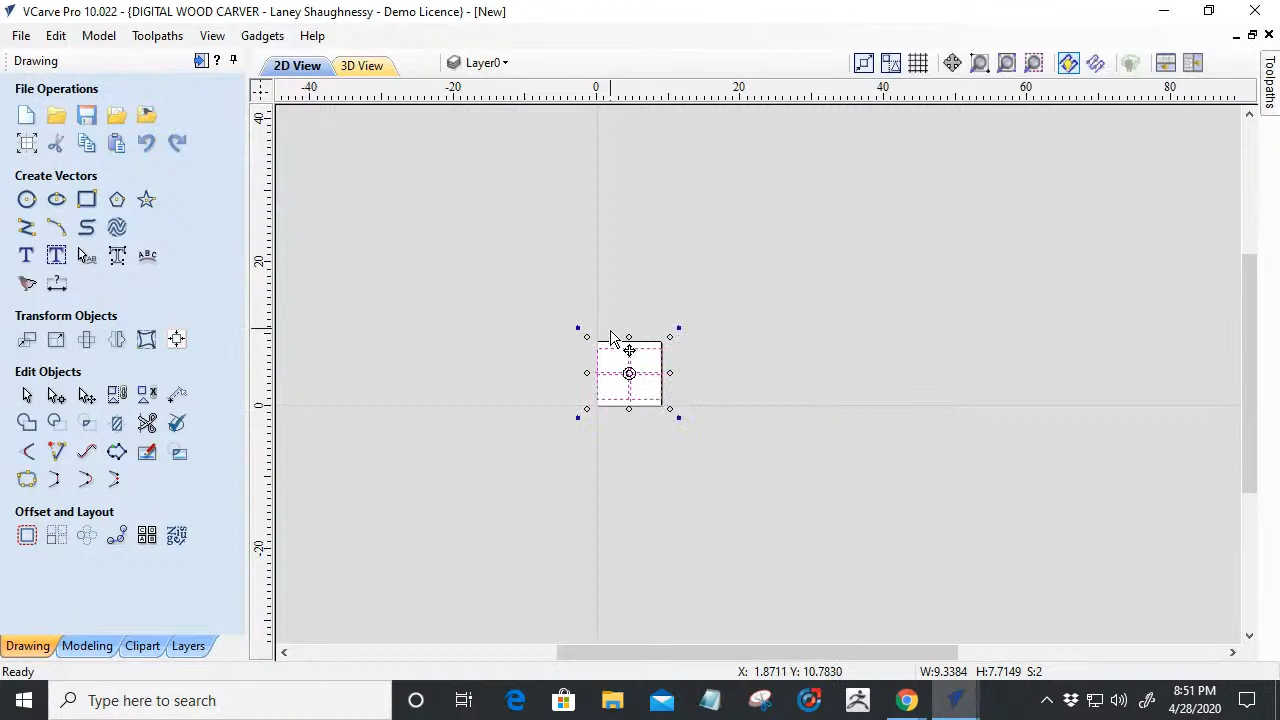 VCarve Pro 10.022 - {DIGITAL WOOD CARVER - Laney Shaughnessy - Demo Licence} - [New]
File Edit Model Toolpaths View Gadgets Help
Drawing
2D View 3D View Layer0
File Operations
-40 -20 0 20 40 60 80
40
20
0
-20
Create Vectors
Transform Objects
Edit Objects
Offset and Layout
Drawing Modeling Clipart Layers
Toolpaths
Ready X: 1.8711 Y: 10.7830 W:9.3384 H:7.7149 S:2
Type here to search
8:51 PM
4/28/2020